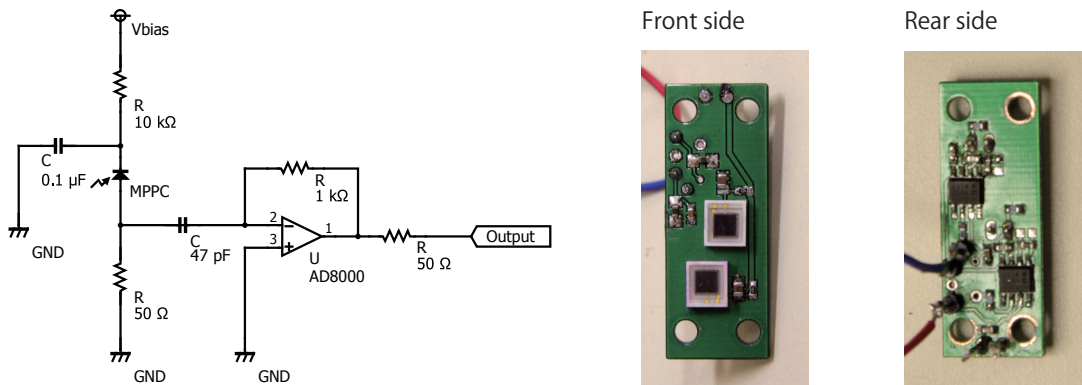 Vbias
R
10 kΩ
C
0.1 µF
MPPC
GND
R
50 Ω
GND
C
47 pF
R
1 kΩ
2
3
1
U
AD8000
GND
R
50 Ω
Output
Front side
Rear side